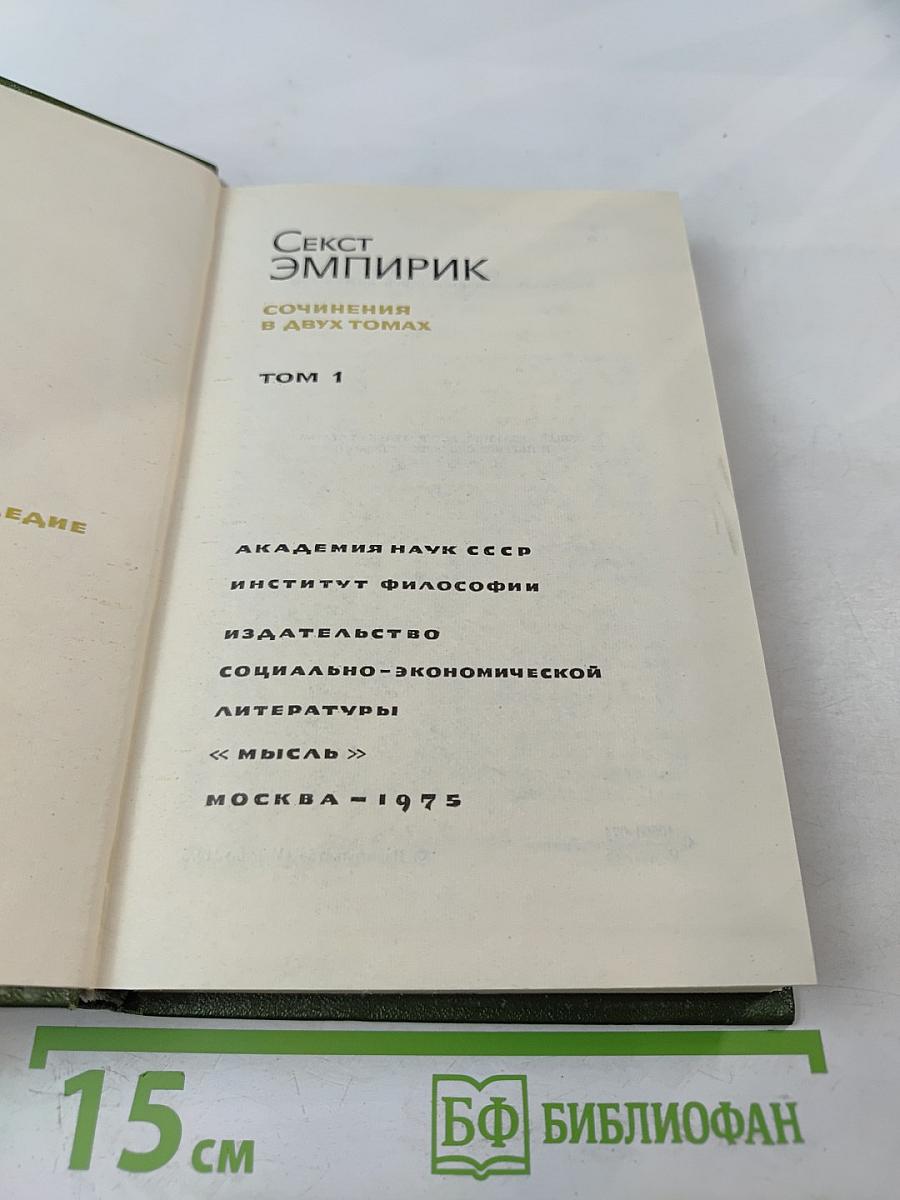 СЕКСТ
ЭМПИРИК
СОЧИНЕНИЯ
В ДВУХ ТОМАХ
ТОМ 1
АКАДЕМИЯ НАУК СССР
ИНСТИТУТ ФИЛОСОФИИ
ИЗДАТЕЛЬСТВО
СОЦИАЛЬНО-ЭКОНОМИЧЕСКОЙ
ЛИТЕРАТУРЫ
« МЫСЛЬ »
МОСКВА – 1975
15 см
БФ БИБЛИОФАН